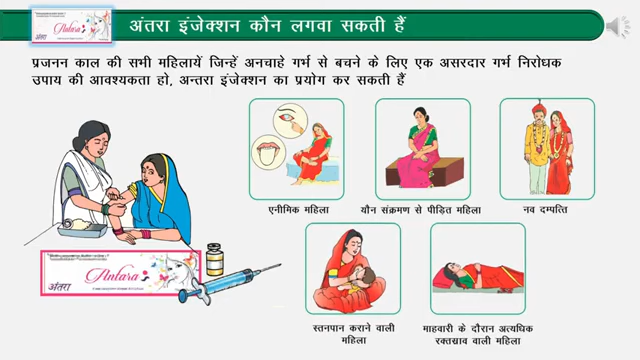 Antara
अंतरा
अंतरा इंजेक्शन कौन लगवा सकती हैं
प्रजनन काल की सभी महिलायें जिन्हें अनचाहे गर्भ से बचने के लिए एक असरदार गर्भ निरोधक
उपाय की आवश्यकता हो, अन्तरा इंजेक्शन का प्रयोग कर सकती हैं
एनीमिक महिला
यौन संक्रमण से पीड़ित महिला
नव दम्पत्ति
Antara
अंतरा
स्तनपान कराने वाली
महिला
माहवारी के दौरान अत्यधिक
रक्तस्राव वाली महिला